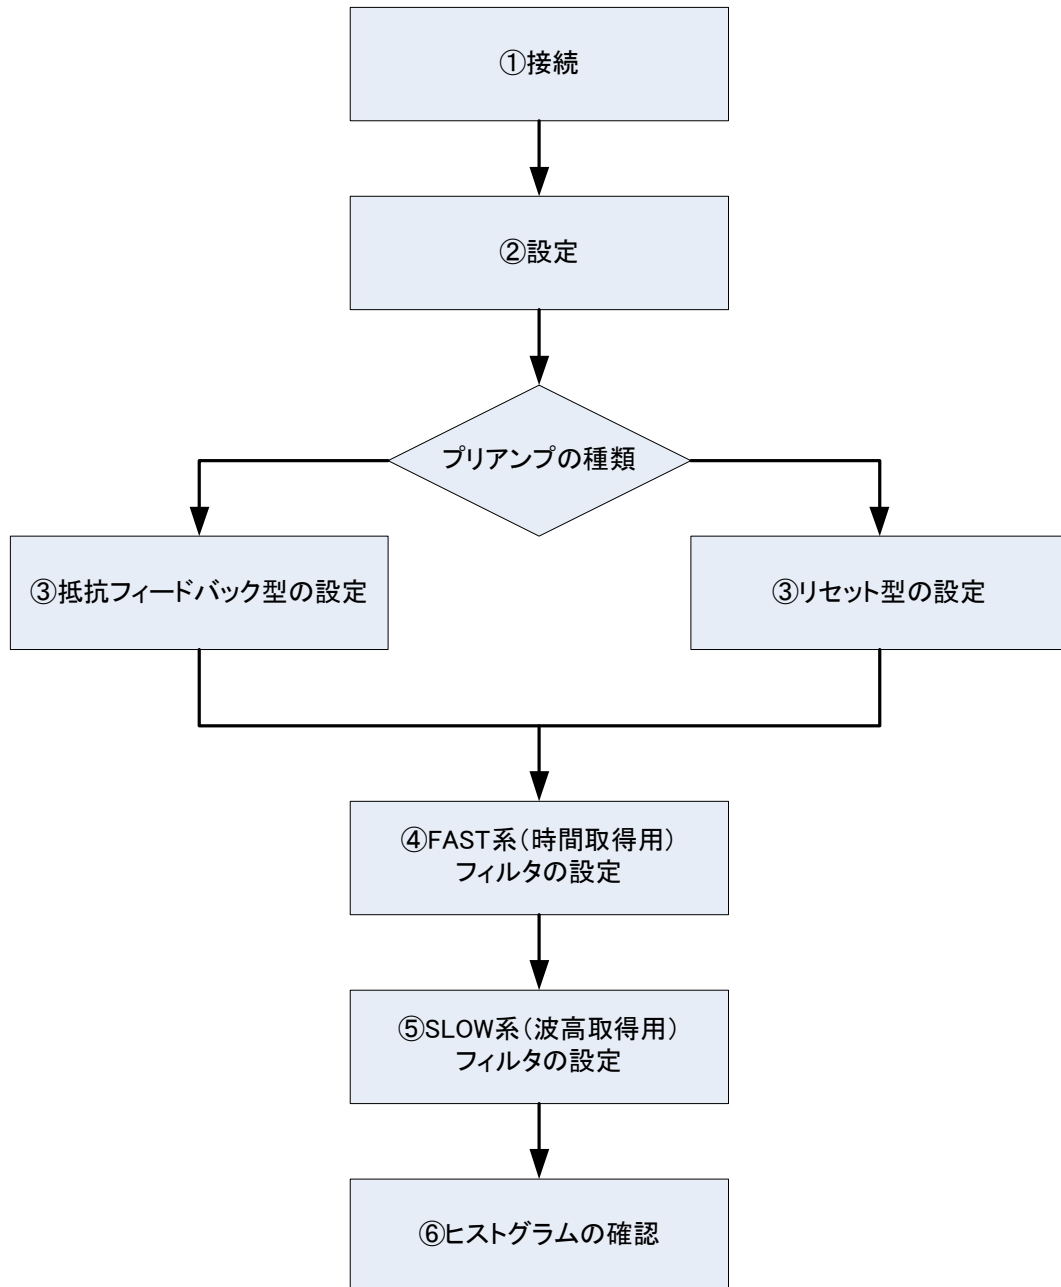 ①接続
②設定
プリアンプの種類
③抵抗フィードバック型の設定
③リセット型の設定
④FAST系(時間取得用)
フィルタの設定
⑤SLOW系(波高取得用)
フィルタの設定
⑥ヒストグラムの確認